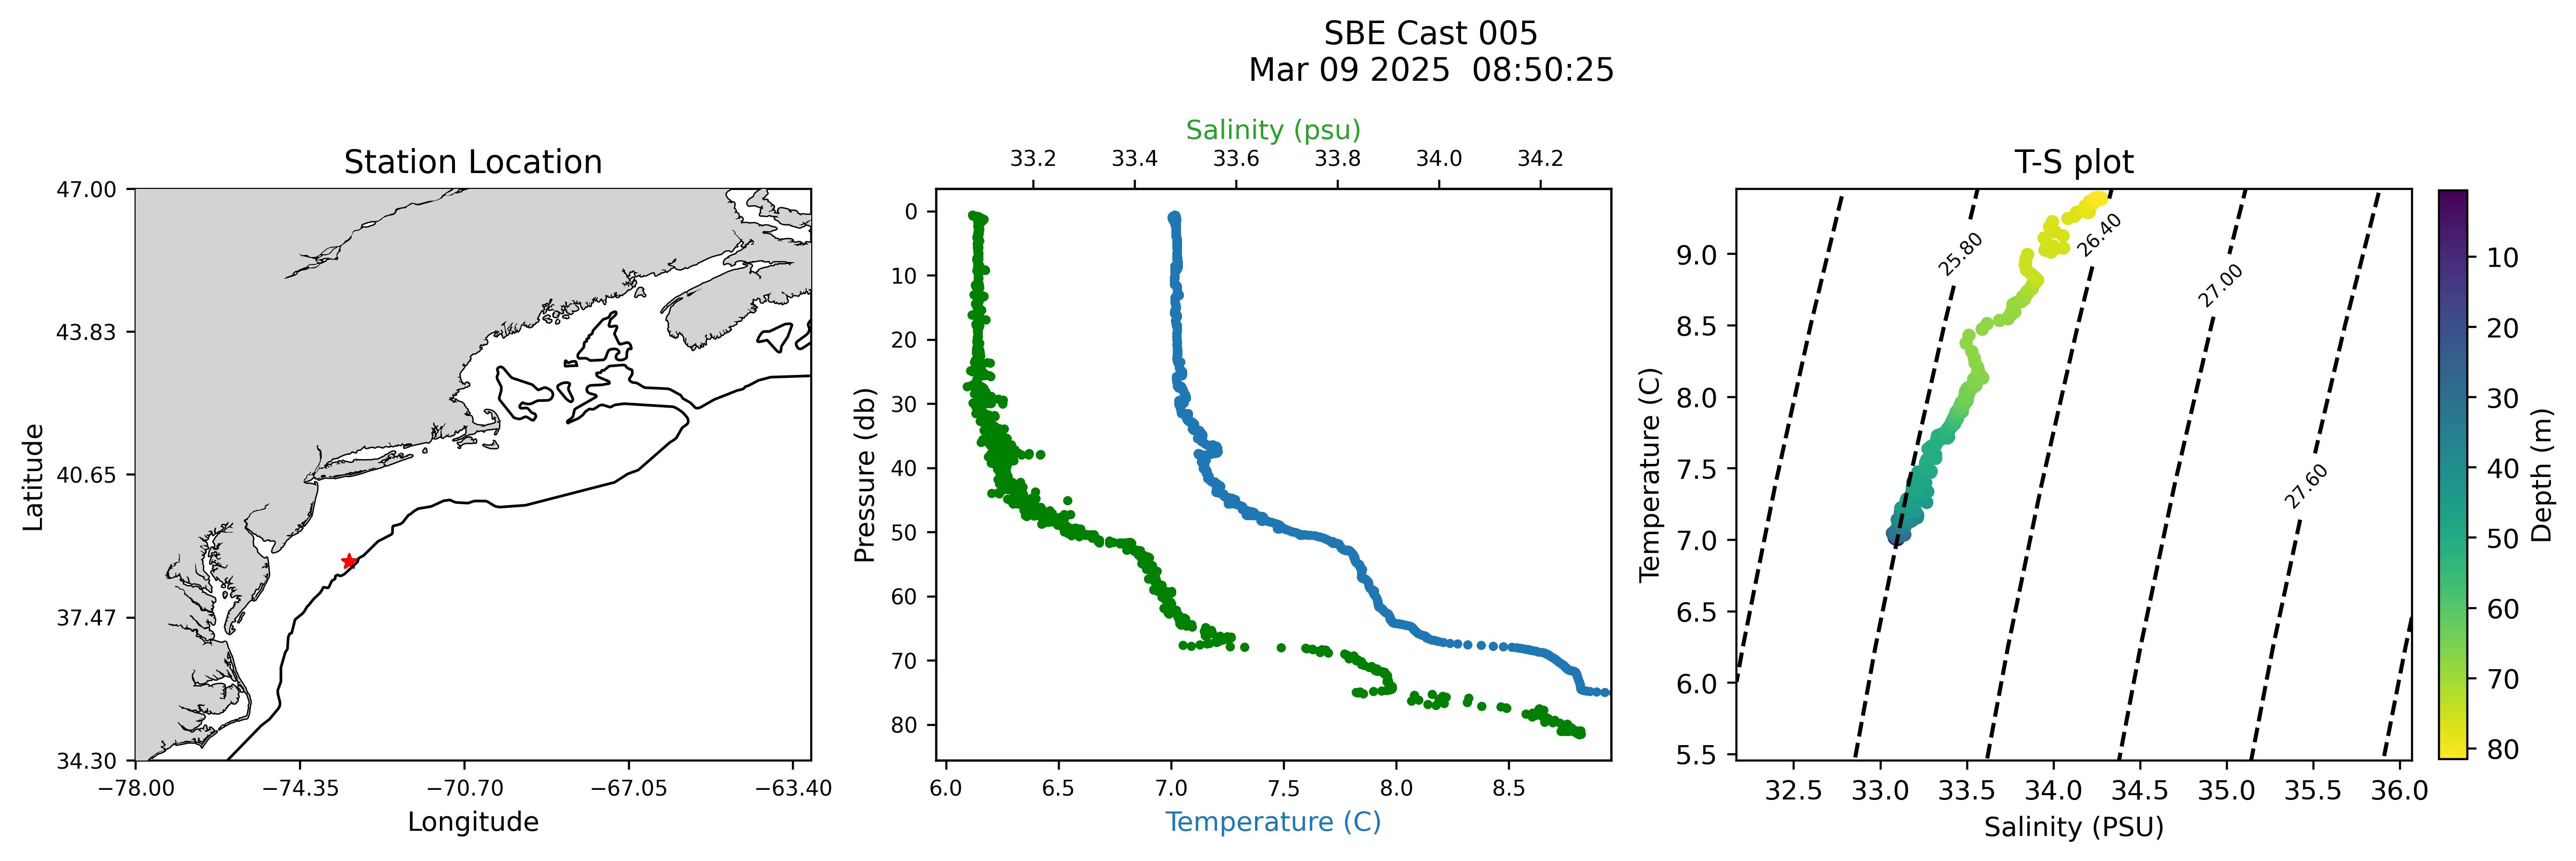 SBE Cast 005
Mar 09 2025  08:50:25
Station Location
47.00
43.83
40.65
37.47
34.30
Latitude
−78.00 −74.35 −70.70 −67.05 −63.40
Longitude
Salinity (psu)
33.2 33.4 33.6 33.8 34.0 34.2
0
10
20
30
40
50
60
70
80
Pressure (db)
6.0 6.5 7.0 7.5 8.0 8.5
Temperature (C)
T-S plot
9.0
8.5
8.0
7.5
7.0
6.5
6.0
5.5
Temperature (C)
25.80
26.40
27.00
27.60
32.5 33.0 33.5 34.0 34.5 35.0 35.5 36.0
Salinity (PSU)
10
20
30
40
50
60
70
80
Depth (m)